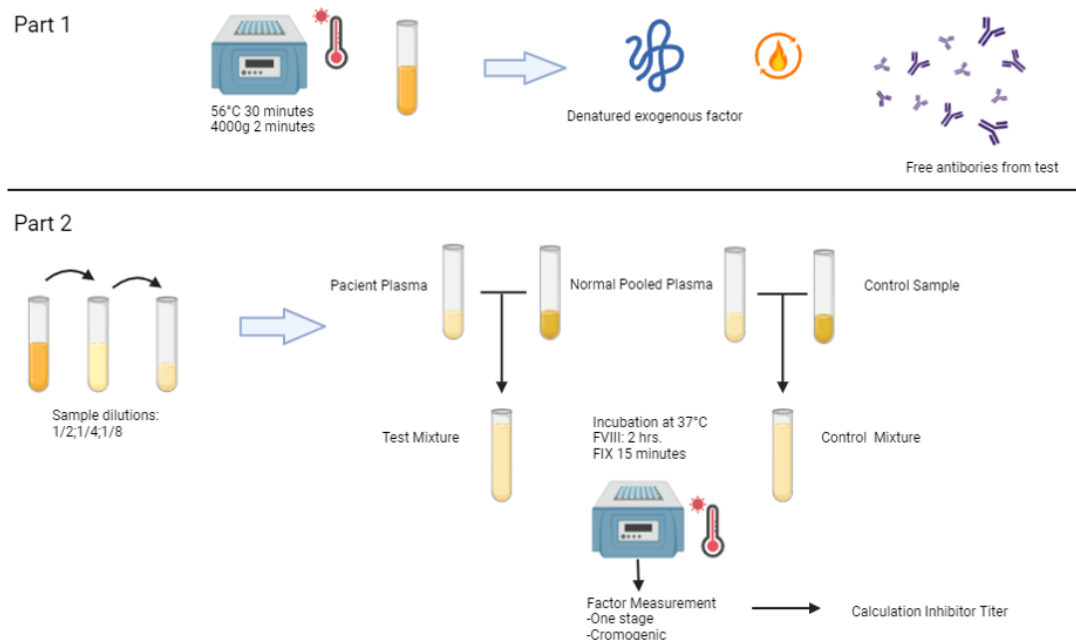 Part 1
56°C 30 minutes
4000g 2 minutes
Denatured exogenous factor
Free antibories from test
Part 2
Sample dilutions:
1/2;1/4;1/8
Pacient Plasma
Normal Pooled Plasma
Control Sample
Test Mixture
Incubation at 37°C
FVIII: 2 hrs.
FIX 15 minutes
Control Mixture
Factor Measurement
-One stage
-Cromogenic
Calculation Inhibitor Titer